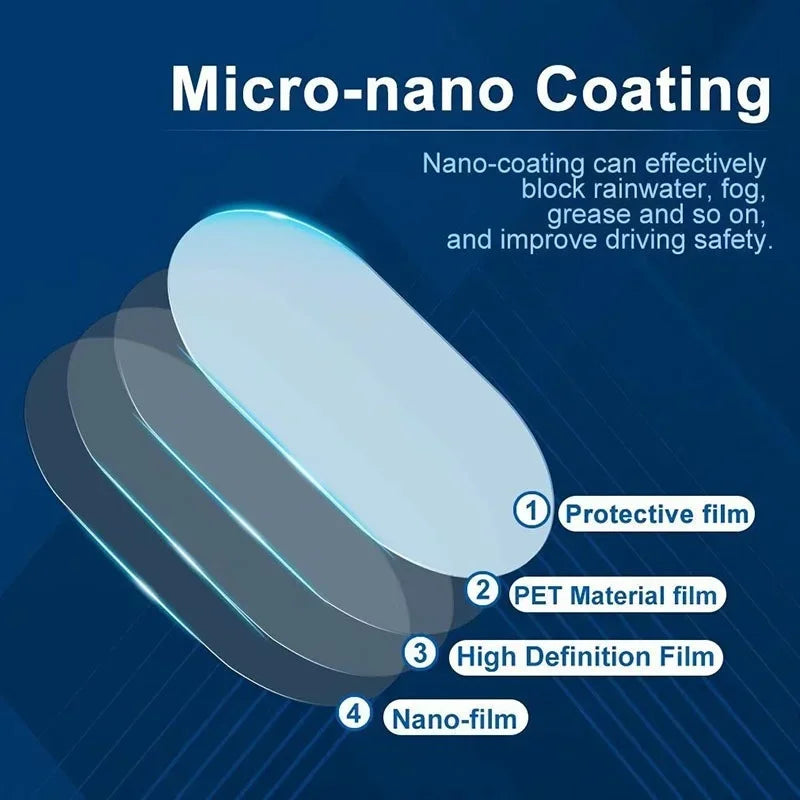 Micro-nano Coating
Nano-coating can effectively
block rainwater, fog,
grease and so on,
and improve driving safety.
1 Protective film
2 PET Material film
3 High Definition Film
4 Nano-film